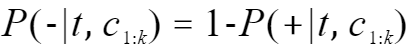 P(-|t, c₁:ₖ) = 1-P(+|t, c₁:ₖ)